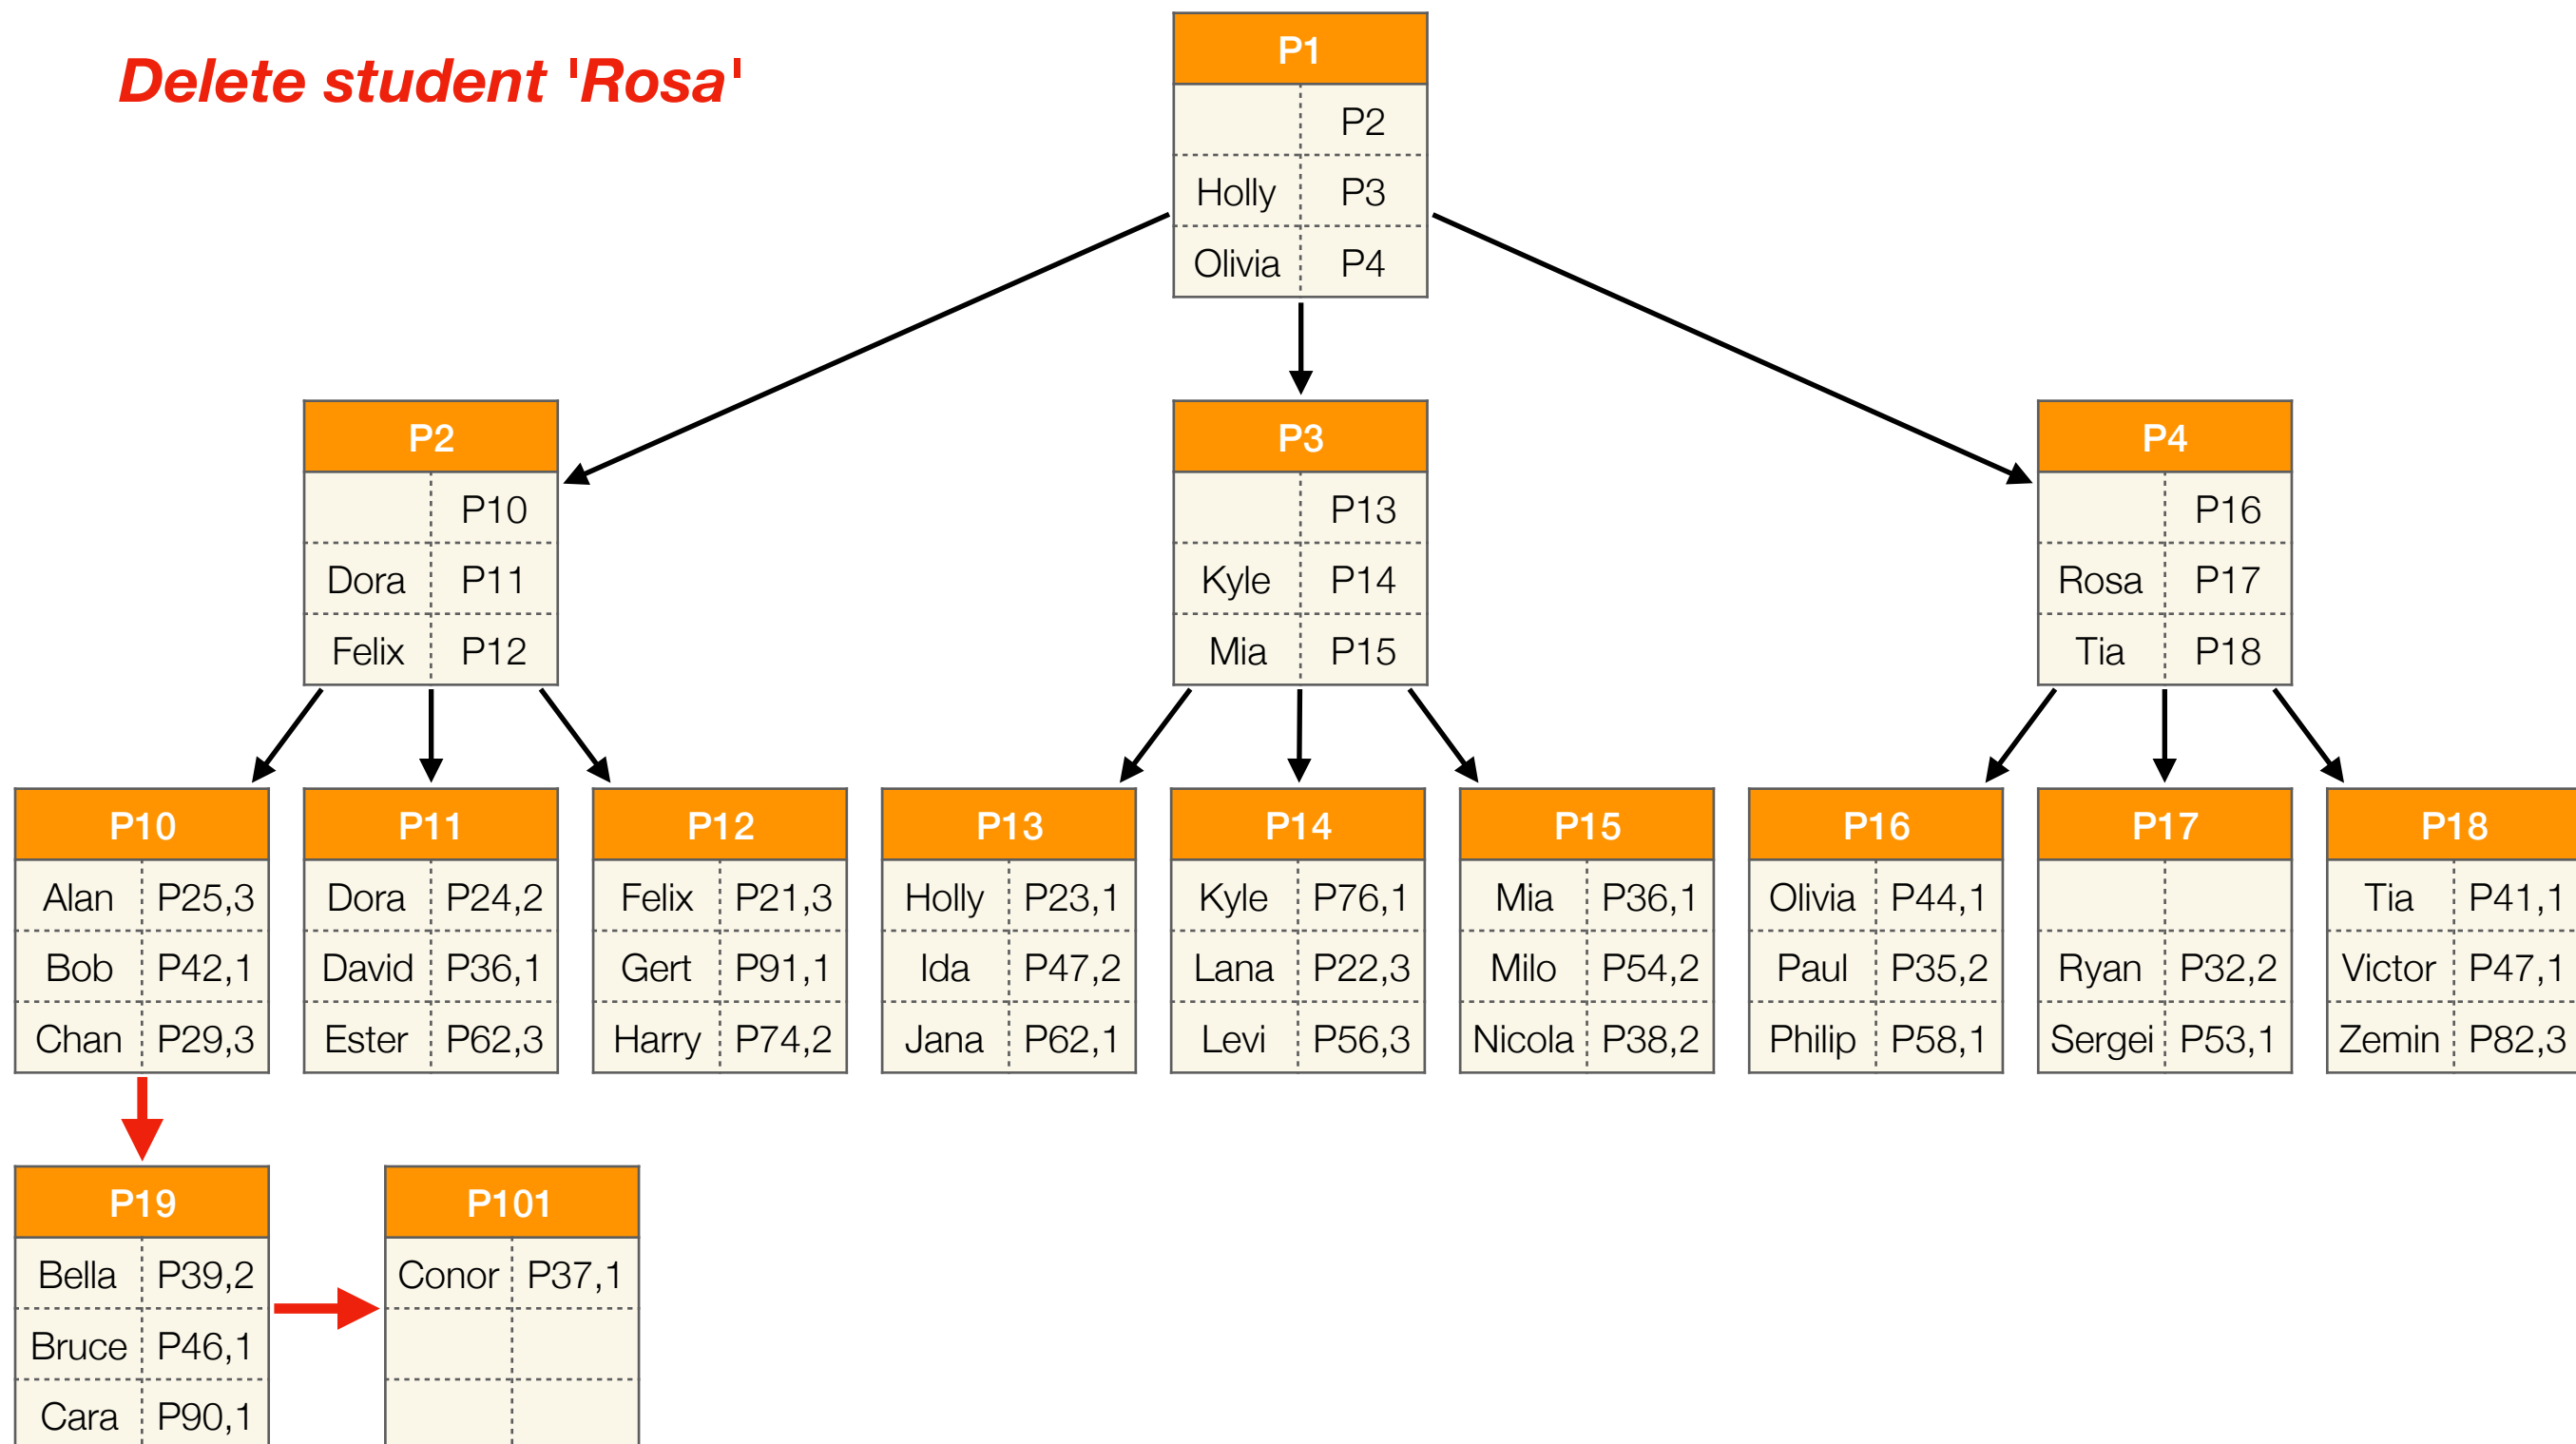 Delete student 'Rosa'
P1
P2
Holly P3
Olivia P4
P2
P10
Dora P11
Felix P12
P3
P13
Kyle P14
Mia P15
P4
P16
Rosa P17
Tia P18
P10
Alan P25,3
Bob P42,1
Chan P29,3
P11
Dora P24,2
David P36,1
Ester P62,3
P12
Felix P21,3
Gert P91,1
Harry P74,2
P13
Holly P23,1
Ida P47,2
Jana P62,1
P14
Kyle P76,1
Lana P22,3
Levi P56,3
P15
Mia P36,1
Milo P54,2
Nicola P38,2
P16
Olivia P44,1
Paul P35,2
Philip P58,1
P17
Ryan P32,2
Sergei P53,1
P18
Tia P41,1
Victor P47,1
Zemin P82,3
P19
Bella P39,2
Bruce P46,1
Cara P90,1
P101
Conor P37,1